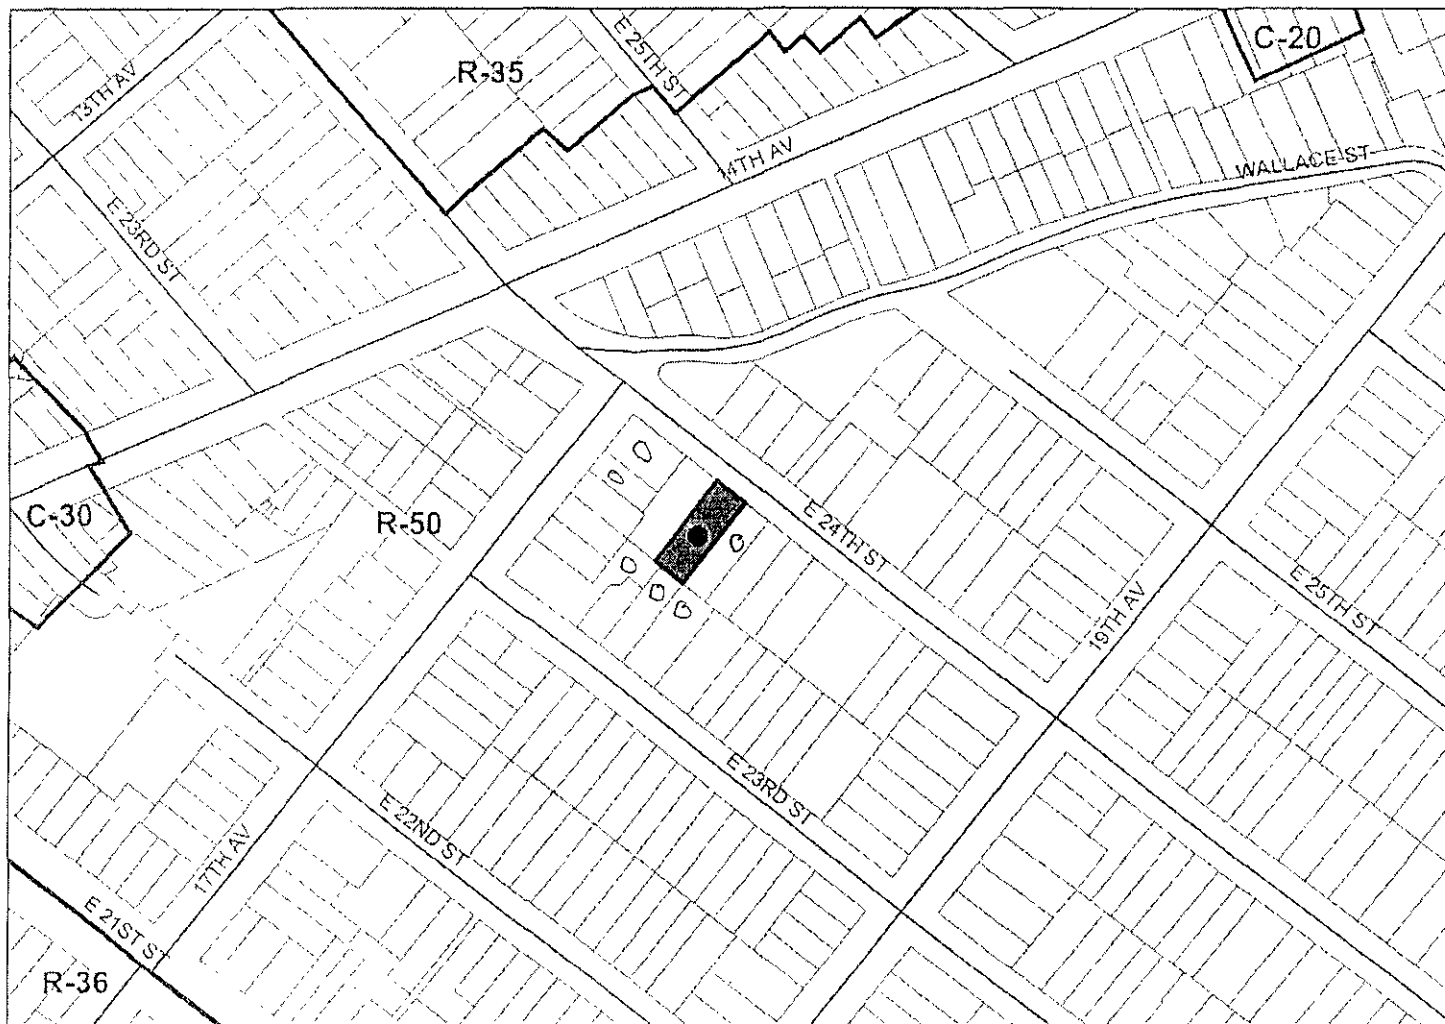 C-20
E 25TH ST
R-35
13TH AV
14TH AV
WALLACE ST
E 23RD ST
C-30
R-50
E 24TH ST
E 25TH ST
19TH AV
E 23RD ST
E 22ND ST
17TH AV
E 21ST ST
R-36